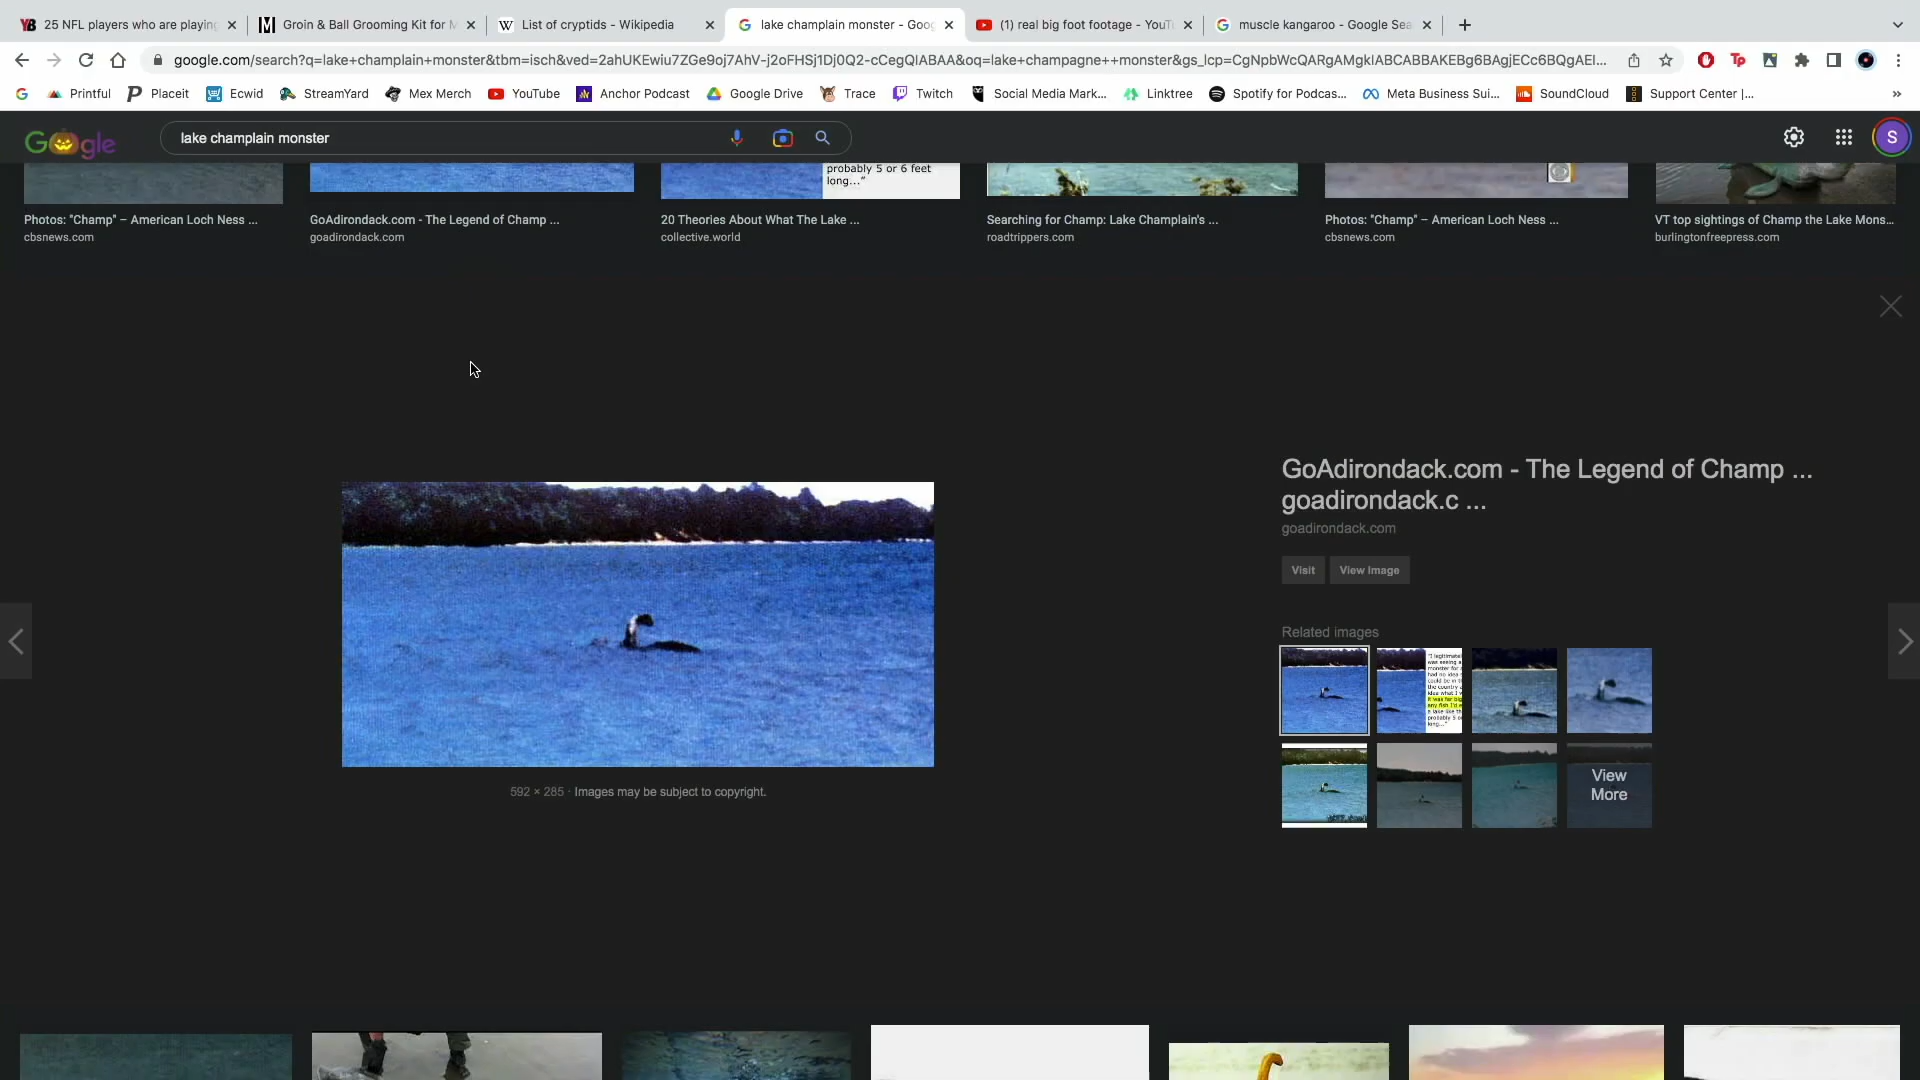 25 NFL players who are playing
Groin & Ball Grooming Kit for M
List of cryptids - Wikipedia
lake champlain monster - Goog
(1) real big foot footage - YouT
muscle kangaroo - Google Sea
google.com/search?q=lake+champlain+monster&tbm=isch&ved=2ahUKEwiu7ZGe9oj7AhV-j2oFHSj1Dj0Q2-cCegQIABAA&oq=lake+champagne++monster&gs_lcp=CgNpbWcQARgAMgkIABCABBAKEBg6BAgjECc6BQgAEI...
Printful
Placeit
Ecwid
StreamYard
Mex Merch
YouTube
Anchor Podcast
Google Drive
Trace
Twitch
Social Media Mark...
Linktree
Spotify for Podcas...
Meta Business Sui...
SoundCloud
Support Center |...
Google
lake champlain monster
S
probably 5 or 6 feet
long..."
Photos: "Champ" – American Loch Ness ...
cbsnews.com
GoAdirondack.com - The Legend of Champ ...
goadirondack.com
20 Theories About What The Lake ...
collective.world
Searching for Champ: Lake Champlain's ...
roadtrippers.com
Photos: "Champ" – American Loch Ness ...
cbsnews.com
VT top sightings of Champ the Lake Mons...
burlingtonfreepress.com
GoAdirondack.com - The Legend of Champ ...
goadirondack.c ...
goadirondack.com
Visit
View Image
Related images
View
More
592 × 285 · Images may be subject to copyright.